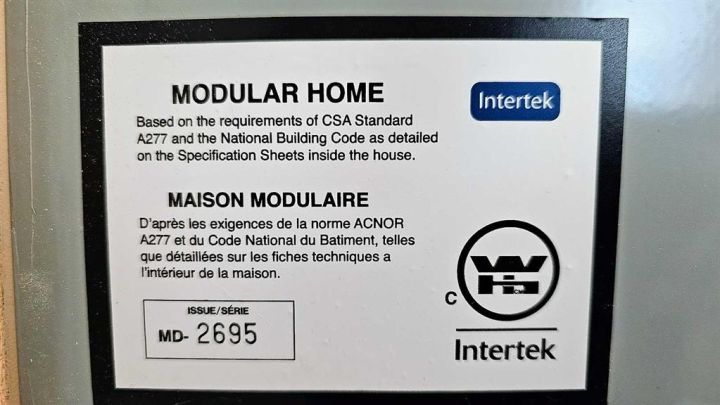 MODULAR HOME
Based on the requirements of CSA Standard
A277 and the National Building Code as detailed
on the Specification Sheets inside the house.
Intertek
MAISON MODULAIRE
D'après les exigences de la norme ACNOR
A277 et du Code National du Batiment, telles
que détaillées sur les fiches techniques a
l'intérieur de la maison.
ISSUE/SÉRIE
MD- 2695
C
WH
Intertek